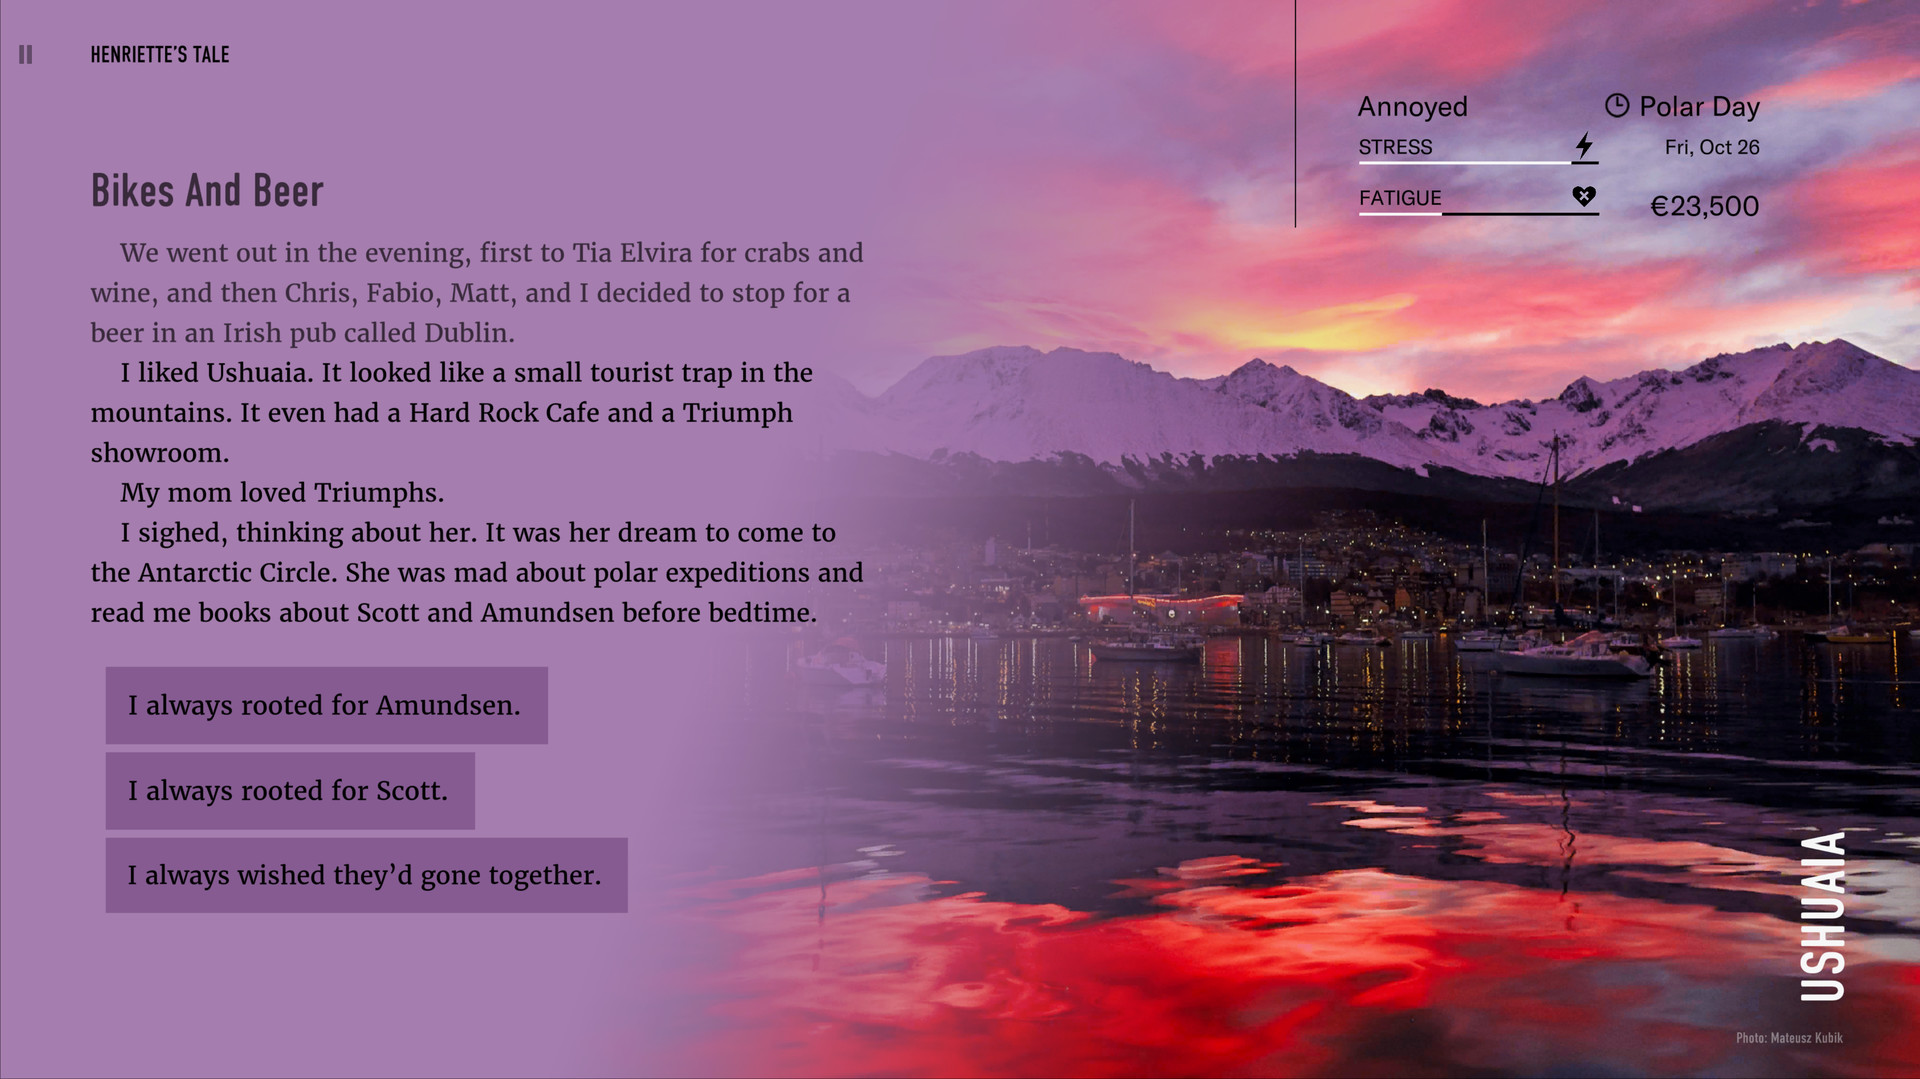 HENRIETTE’S TALE
Annoyed
Polar Day
STRESS
Fri, Oct 26
FATIGUE
€23,500
Bikes And Beer
We went out in the evening, first to Tia Elvira for crabs and
wine, and then Chris, Fabio, Matt, and I decided to stop for a
beer in an Irish pub called Dublin.
I liked Ushuaia. It looked like a small tourist trap in the
mountains. It even had a Hard Rock Cafe and a Triumph
showroom.
My mom loved Triumphs.
I sighed, thinking about her. It was her dream to come to
the Antarctic Circle. She was mad about polar expeditions and
read me books about Scott and Amundsen before bedtime.
I always rooted for Amundsen.
I always rooted for Scott.
I always wished they’d gone together.
USHUAIA
Photo: Mateusz Kubik